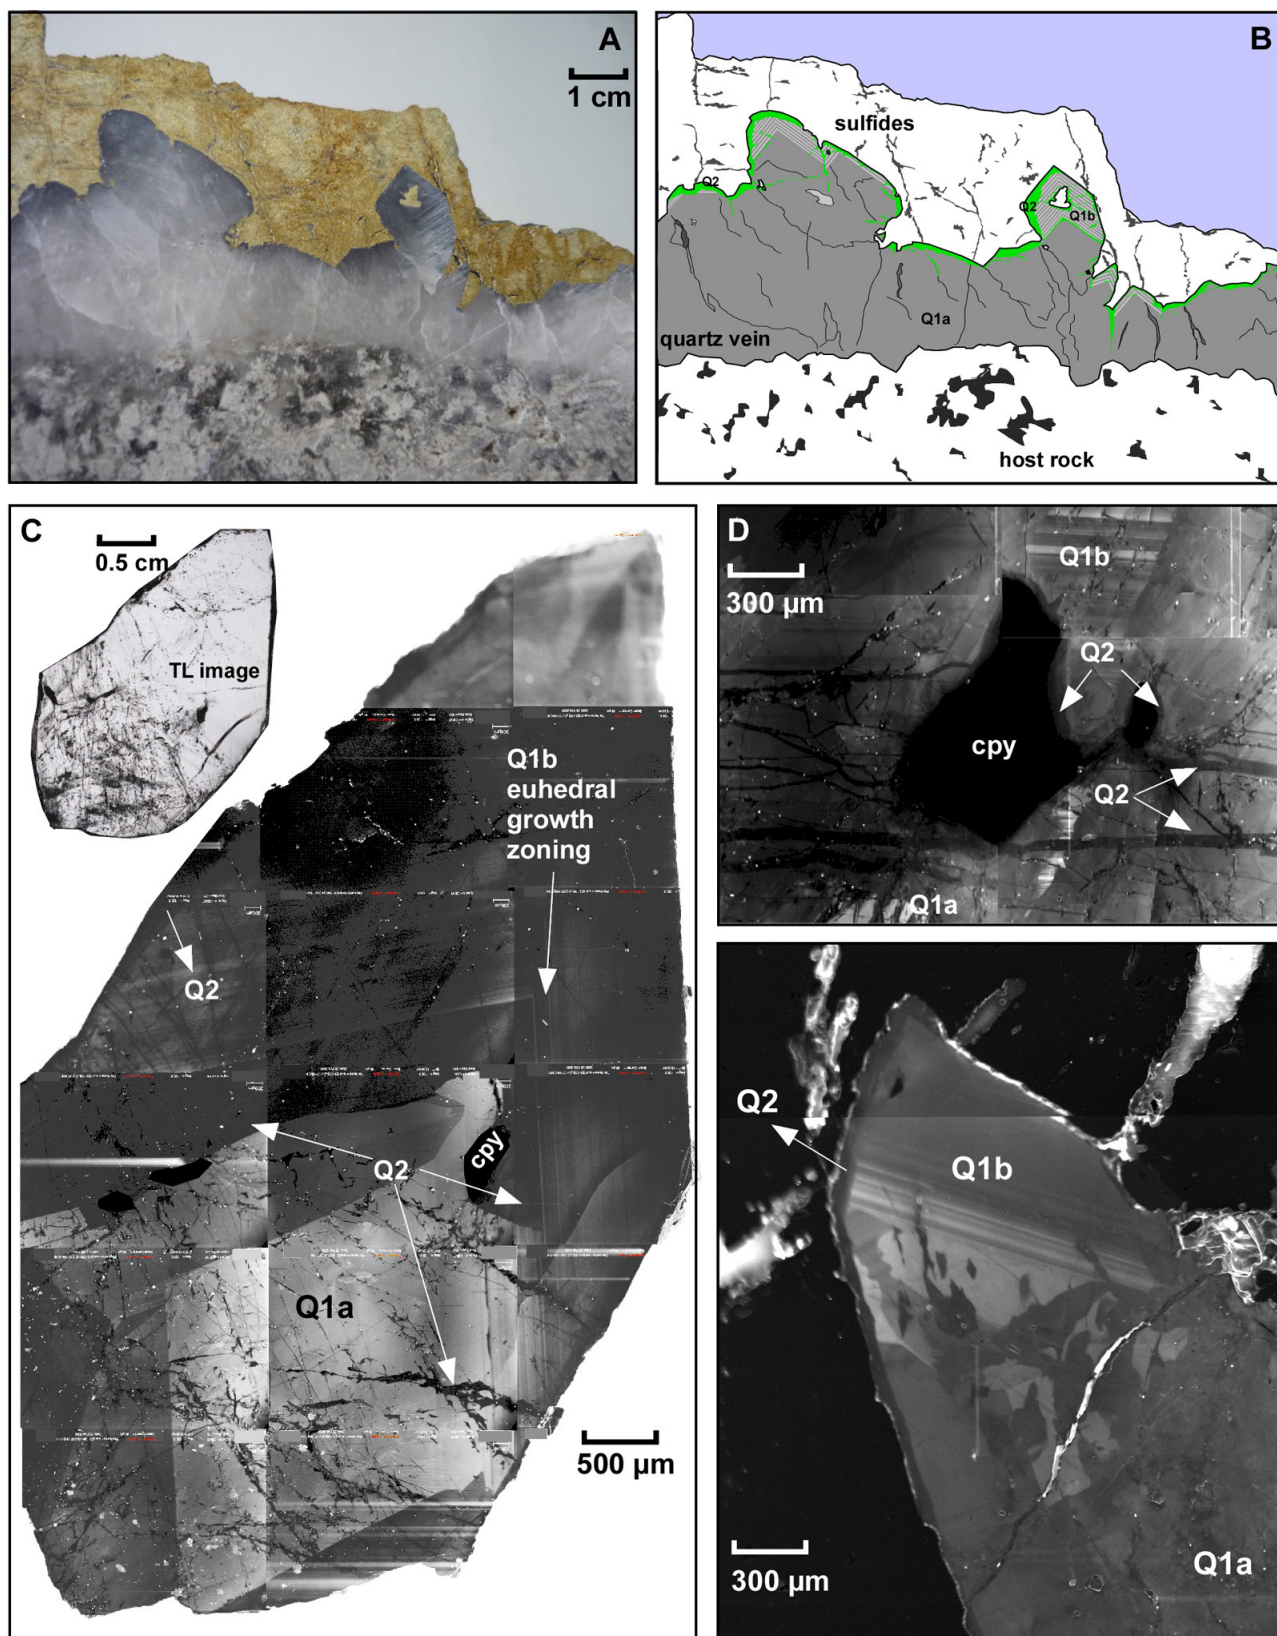 A
1 cm
B
sulfides
Q2
Q2
Q1b
Q1a
quartz vein
host rock
C
0.5 cm
TL image
Q1b
euhedral
growth
zoning
Q2
cpy
Q2
Q1a
500 µm
D
300 µm
Q1b
Q2
cpy
Q2
Q1a
Q2
Q1b
300 µm
Q1a